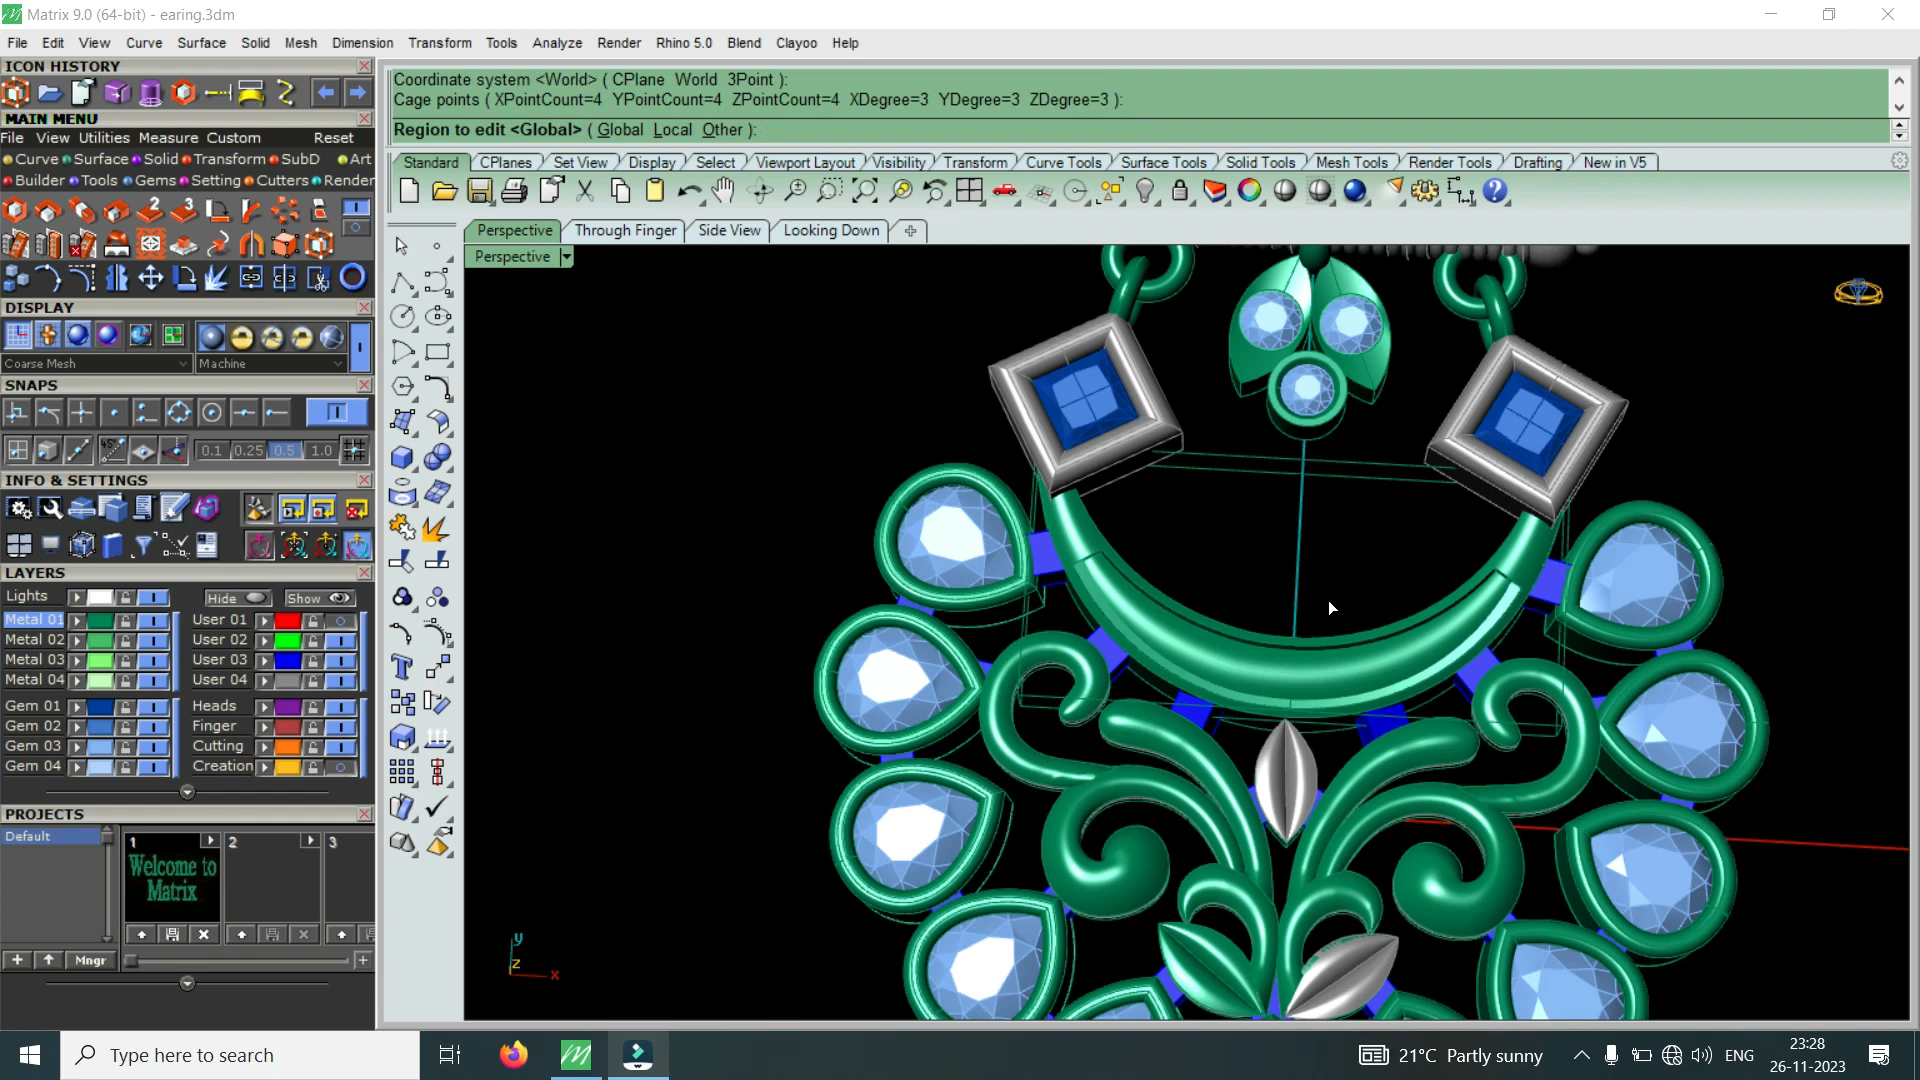 Matrix 9.0 (64-bit) - earing.3dm
File Edit View Curve Surface Solid Mesh Dimension Transform Tools Analyze Render Rhino 5.0 Blend Clayoo Help
ICON HISTORY
MAIN MENU
File View Utilities Measure Custom Reset
Curve Surface Solid Transform SubD Art
Builder Tools Gems Setting Cutters Render
2 3
DISPLAY
Coarse Mesh Machine
SNAPS
0.1 0.25 0.5 1.0
INFO & SETTINGS
LAYERS
Lights Hide Show
Metal 01 User 01
Metal 02 User 02
Metal 03 User 03
Metal 04 User 04
Gem 01 Heads
Gem 02 Finger
Gem 03 Cutting
Gem 04 Creation
PROJECTS
Default 1 2 3
Welcome to
Matrix
Mngr
Coordinate system <World> ( CPlane World 3Point ):
Cage points ( XPointCount=4 YPointCount=4 ZPointCount=4 XDegree=3 YDegree=3 ZDegree=3 ):
Region to edit <Global> ( Global Local Other ):
Standard CPlanes Set View Display Select Viewport Layout Visibility Transform Curve Tools Surface Tools Solid Tools Mesh Tools Render Tools Drafting New in V5
Perspective Through Finger Side View Looking Down
Perspective
y
z
x
Type here to search
21°C Partly sunny
ENG
23:28
26-11-2023